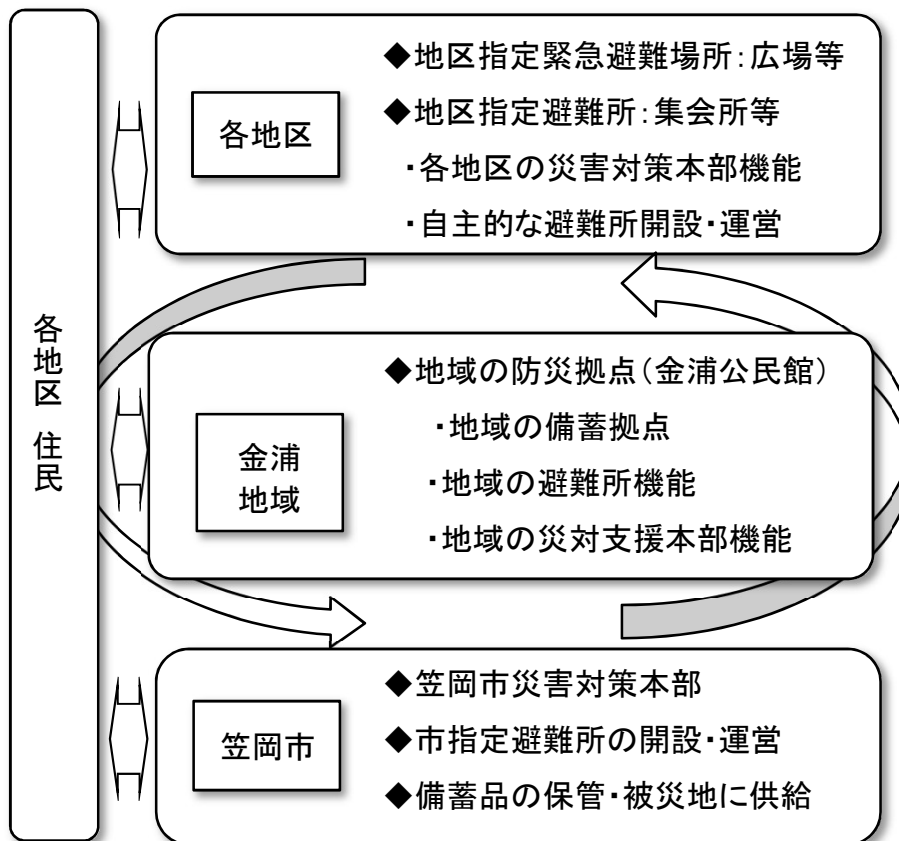 各地区 住民
各地区
◆地区指定緊急避難場所：広場等
◆地区指定避難所：集会所等
・各地区の災害対策本部機能
・自主的な避難所開設・運営
金浦
地域
◆地域の防災拠点（金浦公民館）
・地域の備蓄拠点
・地域の避難所機能
・地域の災対支援本部機能
笠岡市
◆笠岡市災害対策本部
◆市指定避難所の開設・運営
◆備蓄品の保管・被災地に供給